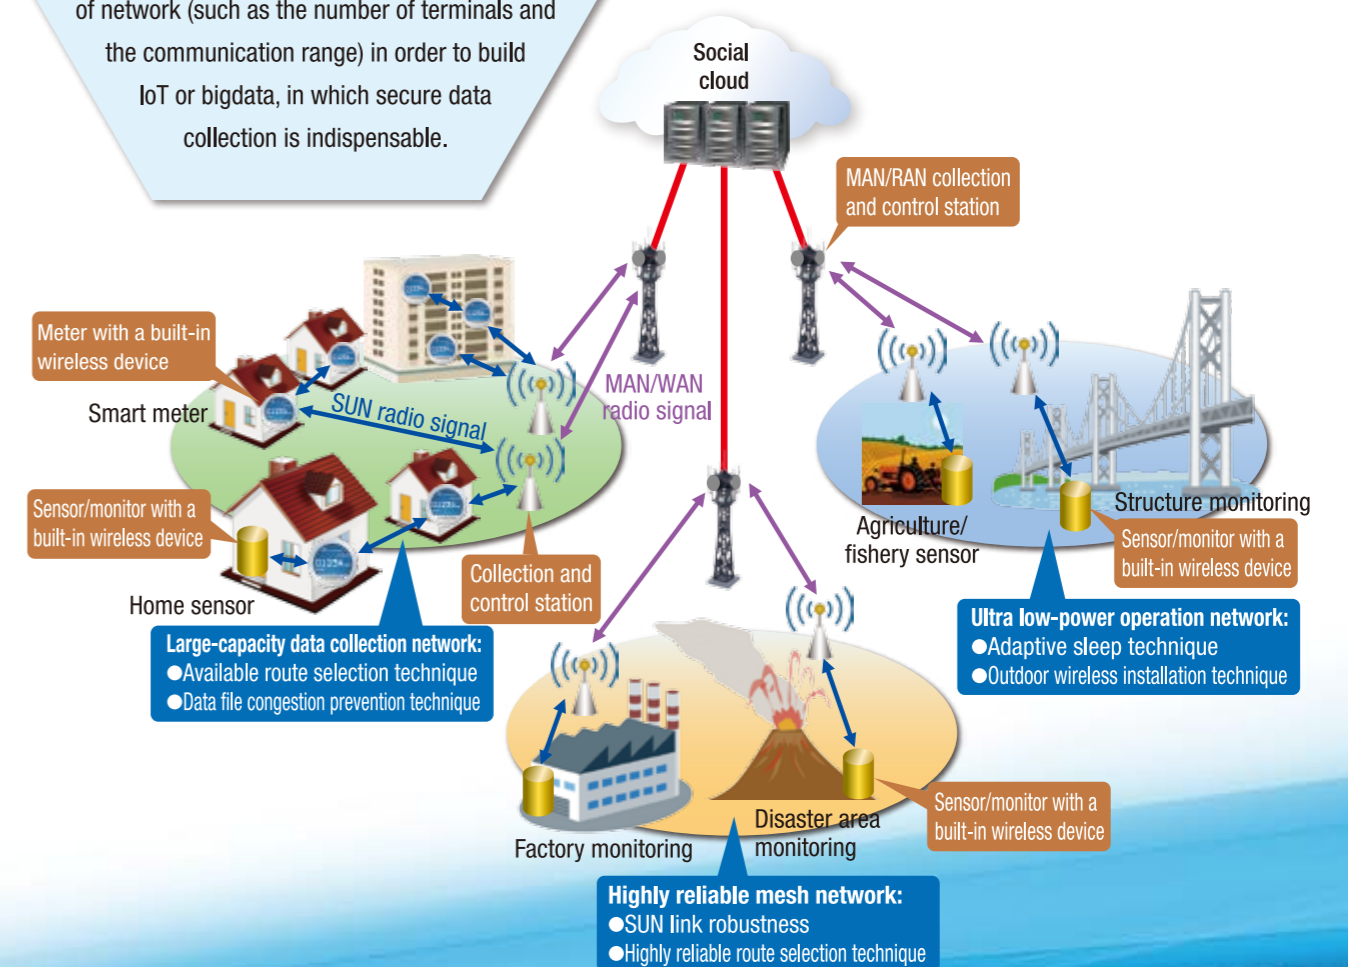 of network (such as the number of terminals and
the communication range) in order to build
IoT or bigdata, in which secure data
collection is indispensable.
Social
cloud
MAN/RAN collection
and control station
Meter with a built-in
wireless device
Smart meter
SUN radio signal
MAN/WAN
radio signal
Sensor/monitor with a
built-in wireless device
Home sensor
Collection and
control station
Large-capacity data collection network:
●Available route selection technique
●Data file congestion prevention technique
Agriculture/
fishery sensor
Structure monitoring
Sensor/monitor with a
built-in wireless device
Ultra low-power operation network:
●Adaptive sleep technique
●Outdoor wireless installation technique
Factory monitoring
Disaster area
monitoring
Sensor/monitor with a
built-in wireless device
Highly reliable mesh network:
●SUN link robustness
●Highly reliable route selection technique